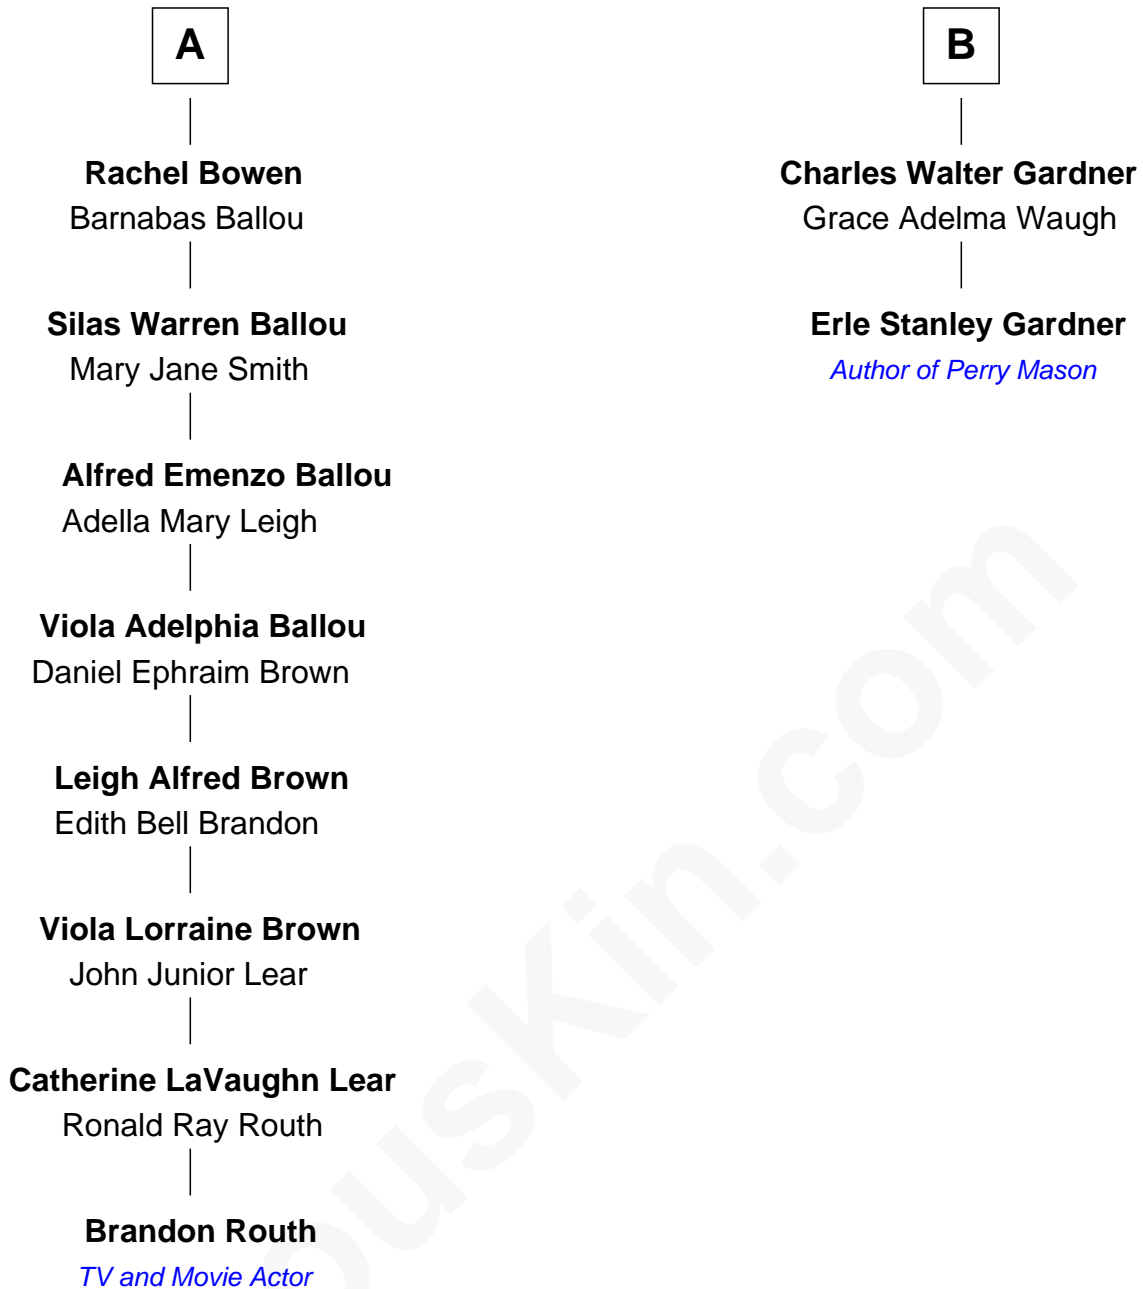 A
Rachel Bowen
Barnabas Ballou
Silas Warren Ballou
Mary Jane Smith
Alfred Emenzo Ballou
Adella Mary Leigh
Viola Adelphia Ballou
Daniel Ephraim Brown
Leigh Alfred Brown
Edith Bell Brandon
Viola Lorraine Brown
John Junior Lear
Catherine LaVaughn Lear
Ronald Ray Routh
Brandon Routh
TV and Movie Actor
B
Charles Walter Gardner
Grace Adelma Waugh
Erle Stanley Gardner
Author of Perry Mason
ousKin.com